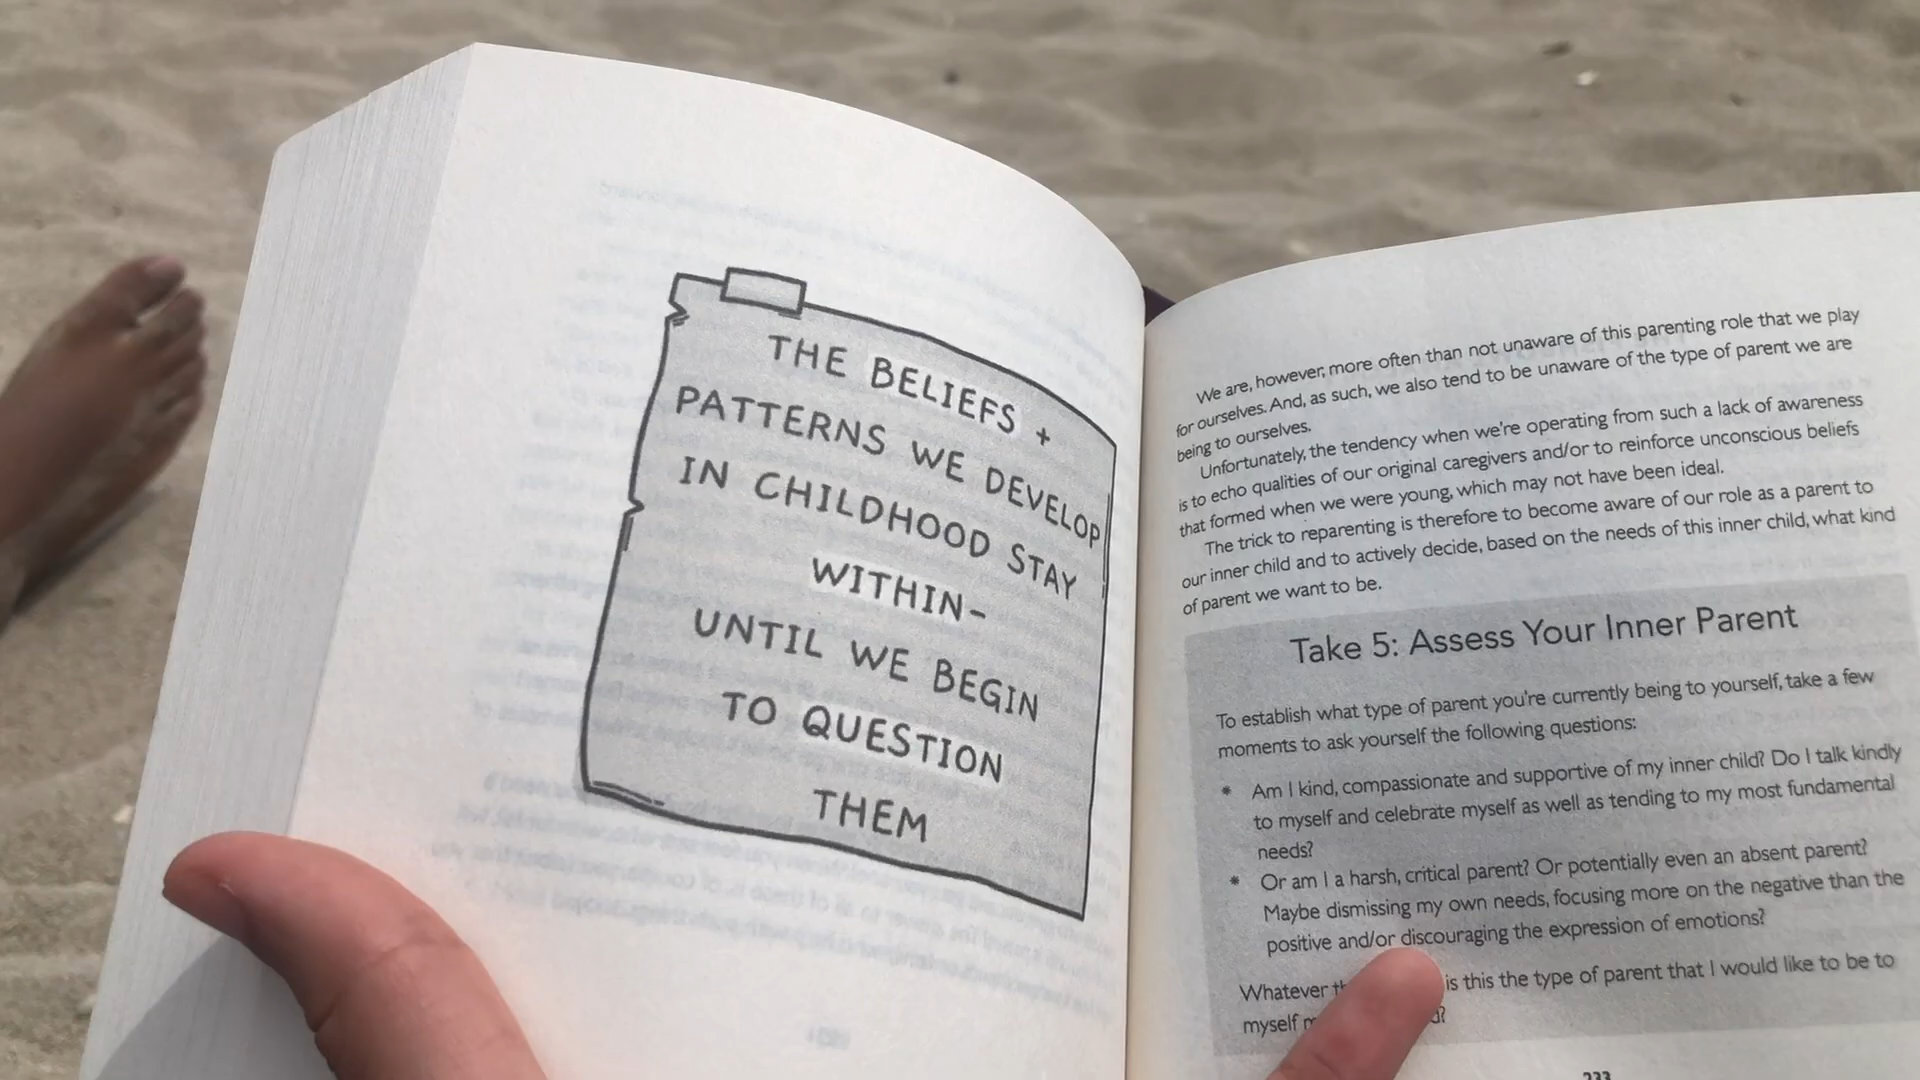 THE BELIEFS +
PATTERNS WE DEVELOP
IN CHILDHOOD STAY
WITHIN-
UNTIL WE BEGIN
TO QUESTION
THEM
We are, however, more often than not unaware of this parenting role that we play
for ourselves. And, as such, we also tend to be unaware of the type of parent we are
being to ourselves.
Unfortunately, the tendency when we're operating from such a lack of awareness
is to echo qualities of our original caregivers and/or to reinforce unconscious beliefs
that formed when we were young, which may not have been ideal.
The trick to reparenting is therefore to become aware of our role as a parent to
our inner child and to actively decide, based on the needs of this inner child, what kind
of parent we want to be.
Take 5: Assess Your Inner Parent
To establish what type of parent you're currently being to yourself, take a few
moments to ask yourself the following questions:
* Am I kind, compassionate and supportive of my inner child? Do I talk kindly
to myself and celebrate myself as well as tending to my most fundamental
needs?
* Or am I a harsh, critical parent? Or potentially even an absent parent?
Maybe dismissing my own needs, focusing more on the negative than the
positive and/or discouraging the expression of emotions?
Whatever is this the type of parent that I would like to be to
myself